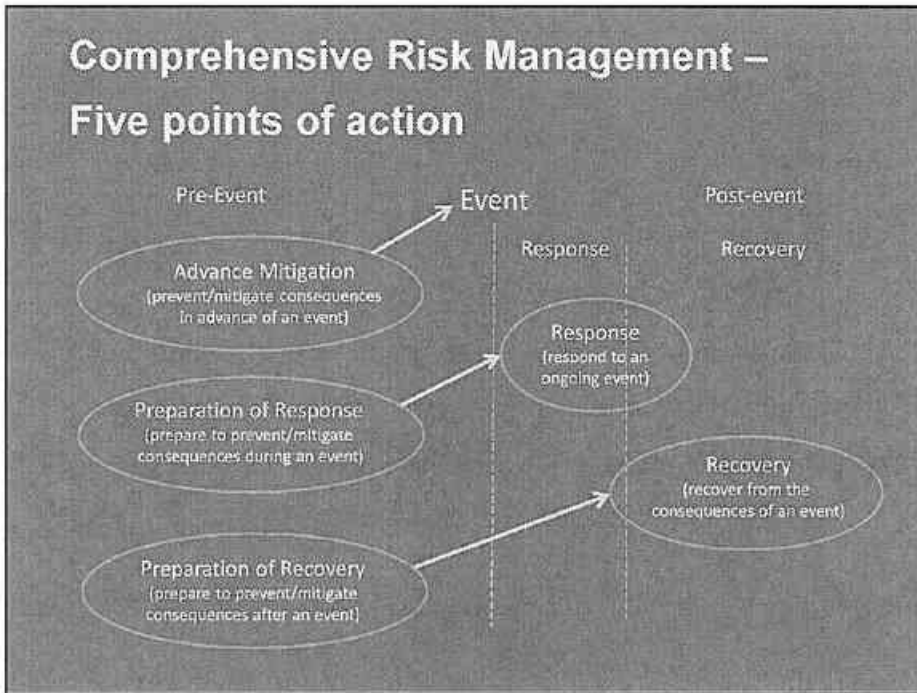 Comprehensive Risk Management –
Five points of action
Pre-Event
Event
Post-event
Response
Recovery
Advance Mitigation
(prevent/mitigate consequences
in advance of an event)
Response
(respond to an
ongoing event)
Preparation of Response
(prepare to prevent/mitigate
consequences during an event)
Recovery
(recover from the
consequences of an event)
Preparation of Recovery
(prepare to prevent/mitigate
consequences after an event)